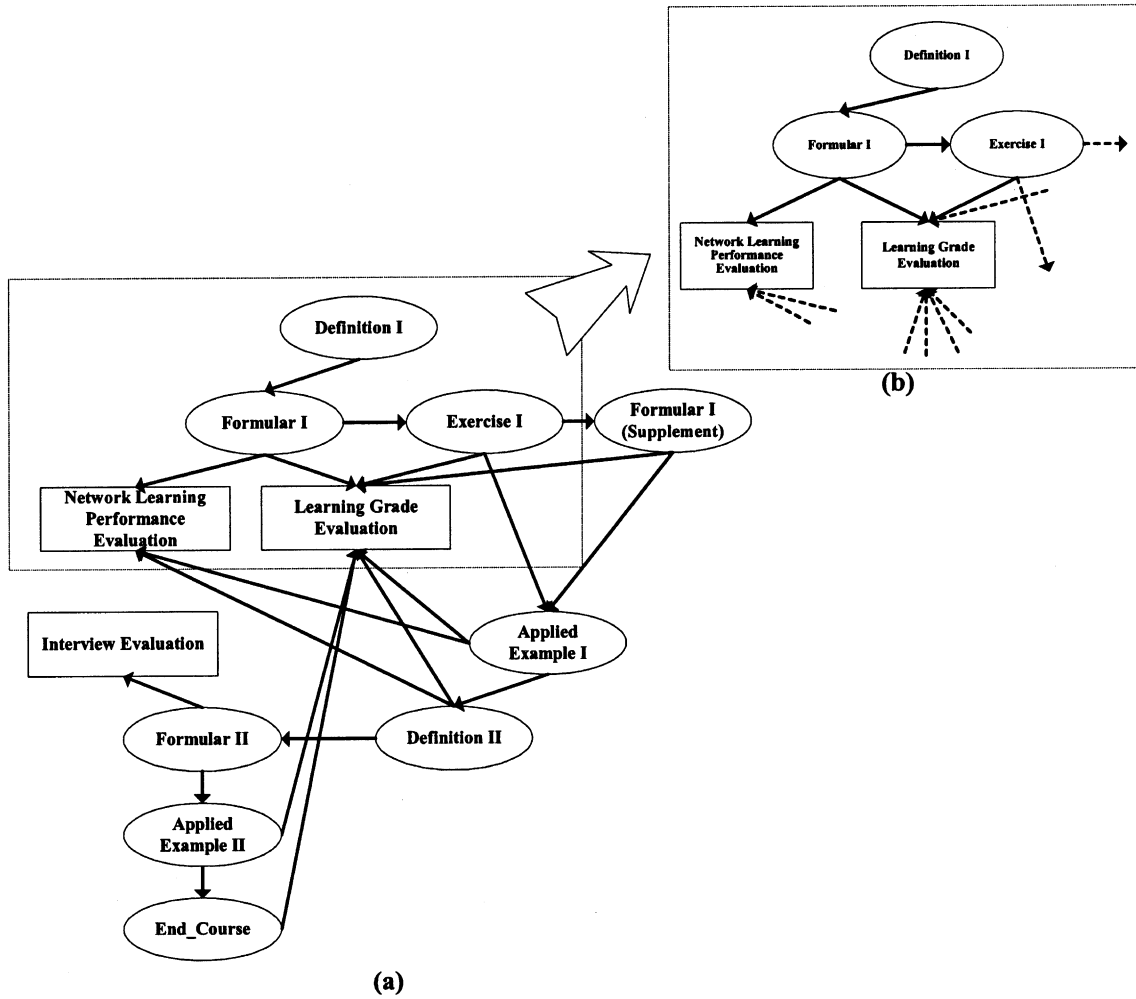 Definition I
Formular I
Exercise I
Network Learning
Performance
Evaluation
Learning Grade
Evaluation
(b)
Definition I
Formular I
Exercise I
Formular I
(Supplement)
Network Learning
Performance
Evaluation
Learning Grade
Evaluation
Applied
Example I
Interview Evaluation
Formular II
Definition II
Applied
Example II
End_Course
(a)